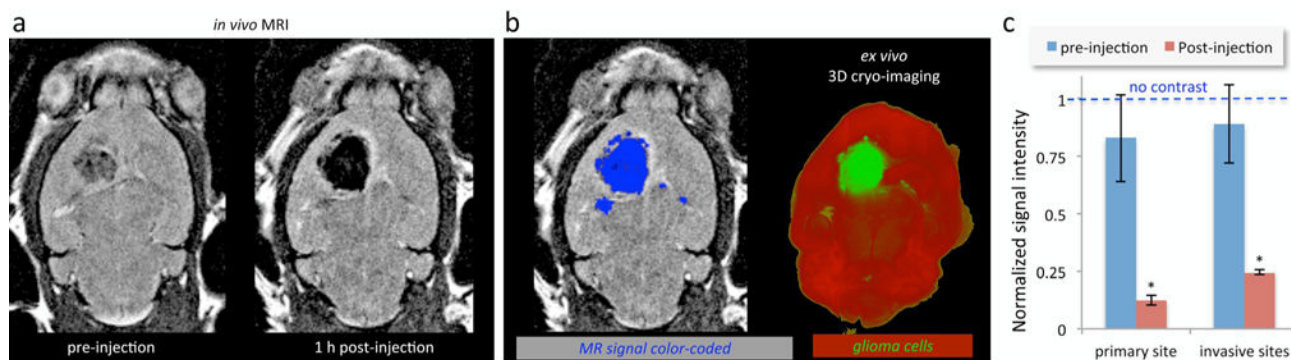 a
in vivo MRI
pre-injection
1 h post-injection
b
ex vivo
3D cryo-imaging
MR signal color-coded
glioma cells
c
pre-injection
Post-injection
no contrast
Normalized signal intensity
1
0.75
0.5
0.25
0
*
*
primary site
invasive sites